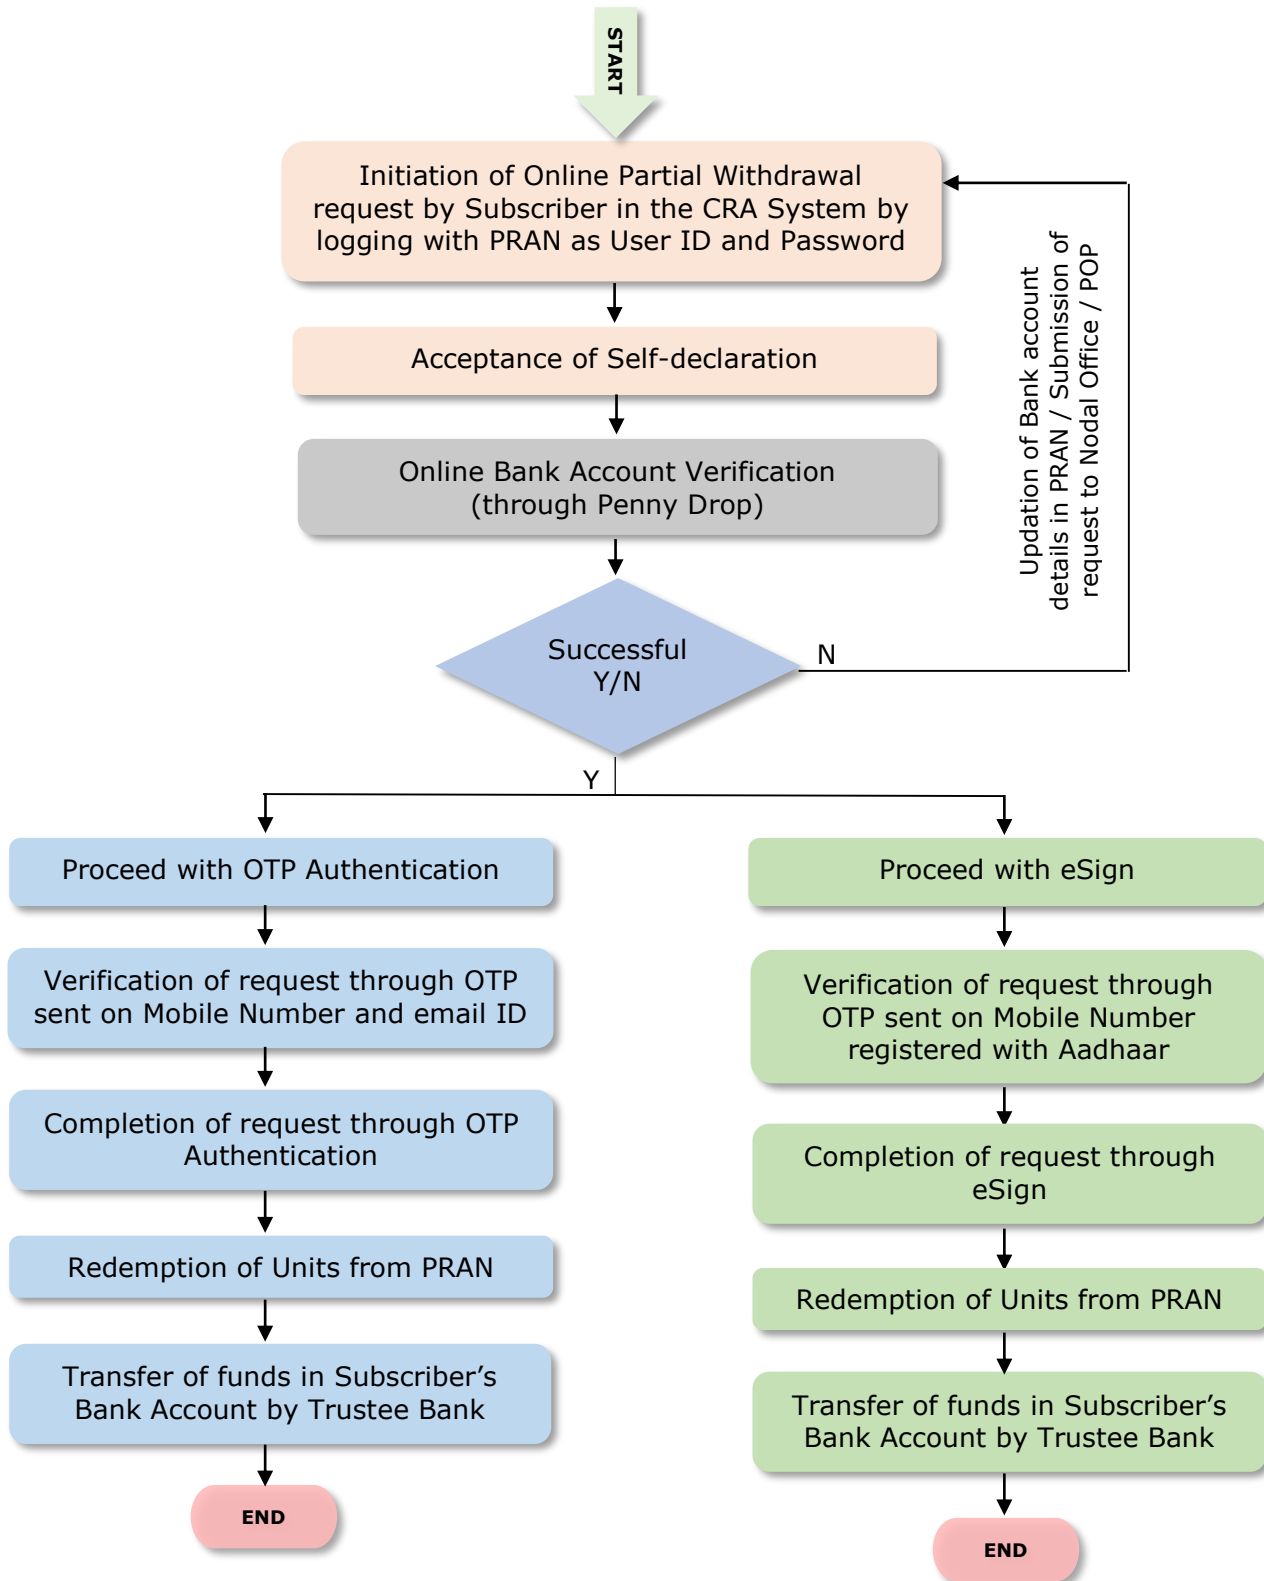 START
Initiation of Online Partial Withdrawal
request by Subscriber in the CRA System by
logging with PRAN as User ID and Password
Acceptance of Self-declaration
Online Bank Account Verification
(through Penny Drop)
Updation of Bank account
details in PRAN / Submission of
request to Nodal Office / POP
Successful
Y/N
N
Y
Proceed with OTP Authentication
Verification of request through OTP
sent on Mobile Number and email ID
Completion of request through OTP
Authentication
Redemption of Units from PRAN
Transfer of funds in Subscriber’s
Bank Account by Trustee Bank
END
Proceed with eSign
Verification of request through
OTP sent on Mobile Number
registered with Aadhaar
Completion of request through
eSign
Redemption of Units from PRAN
Transfer of funds in Subscriber’s
Bank Account by Trustee Bank
END